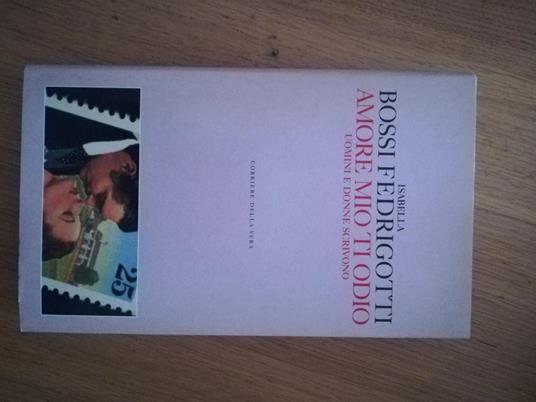 ISABELLA
BOSSI FEDRIGOTTI
AMORE MIO TI ODIO
UOMINI E DONNE SCRIVONO
CORRIERE DELLA SERA
25